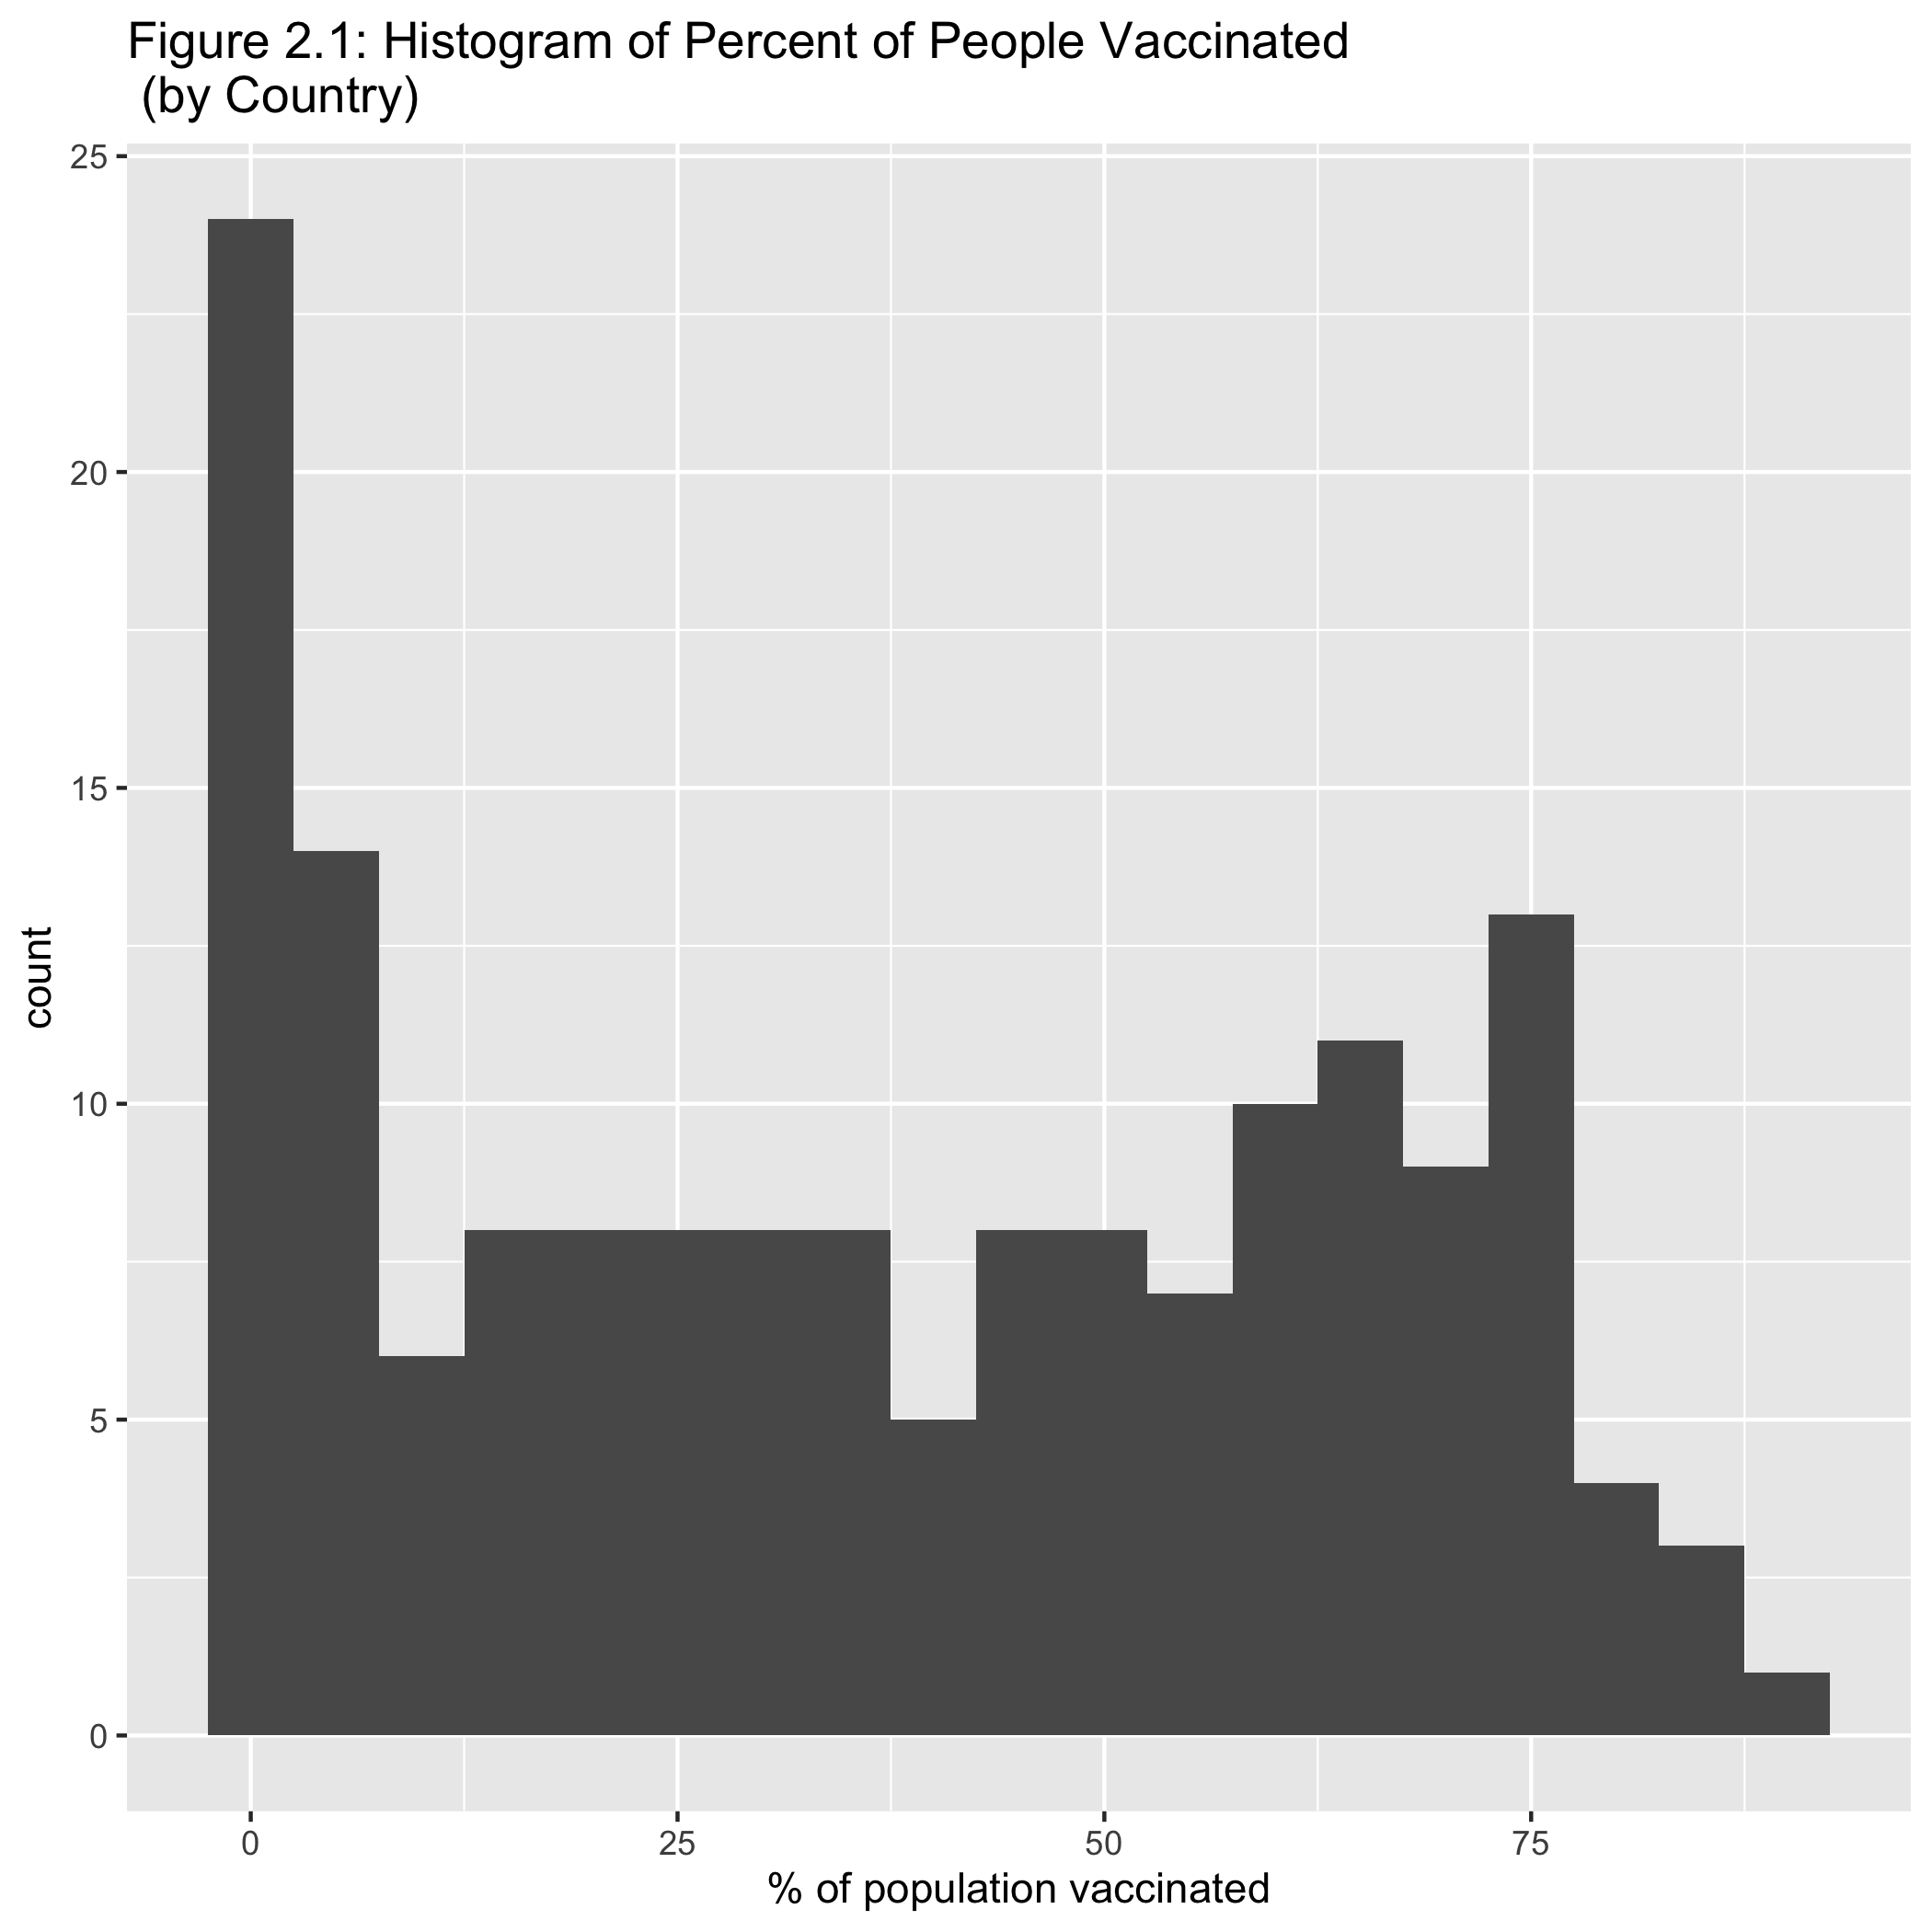 Figure 2.1: Histogram of Percent of People Vaccinated
(by Country)
25
20
15
10
5
0
count
0
25
50
75
% of population vaccinated